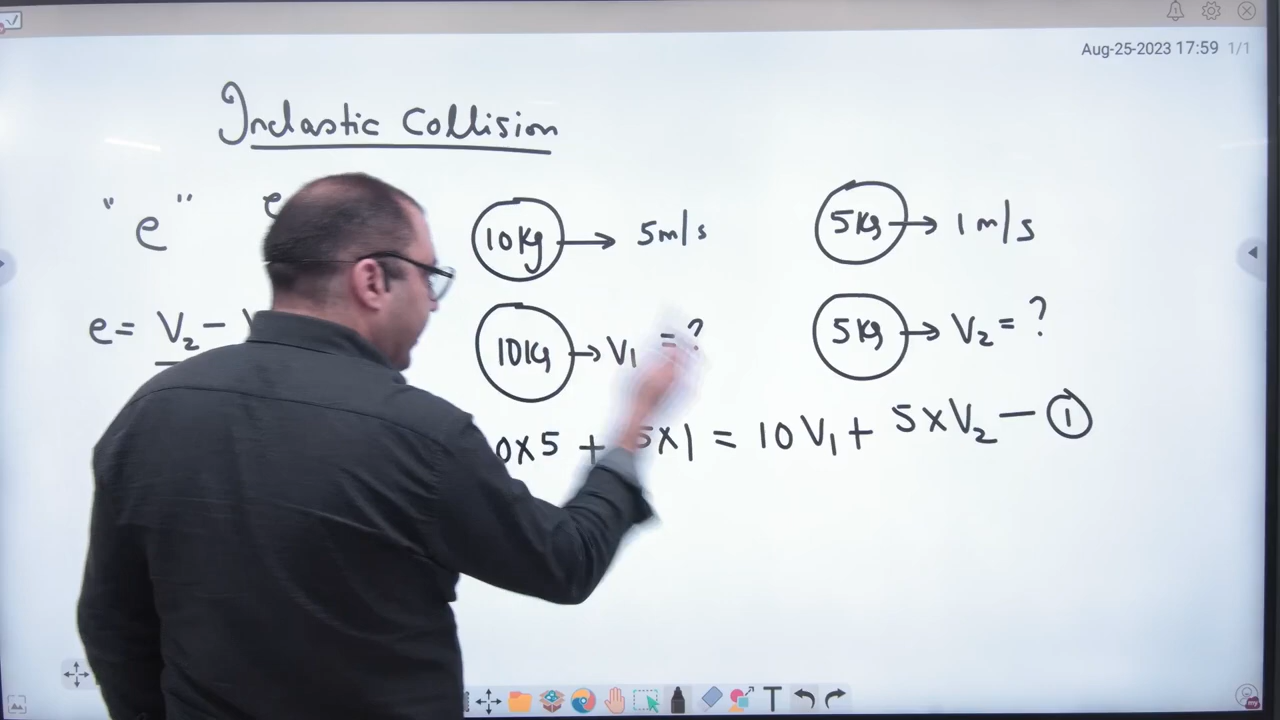 Aug-25-2023 17:59 1/1
Inelastic Collision
"e" e
10Kg → 5m/s 5Kg → 1m/s
e = V₂ -
10Kg → V₁ = ? 5Kg → V₂ = ?
0x5 + 5x1 = 10V₁ + 5xV₂ — ①
T